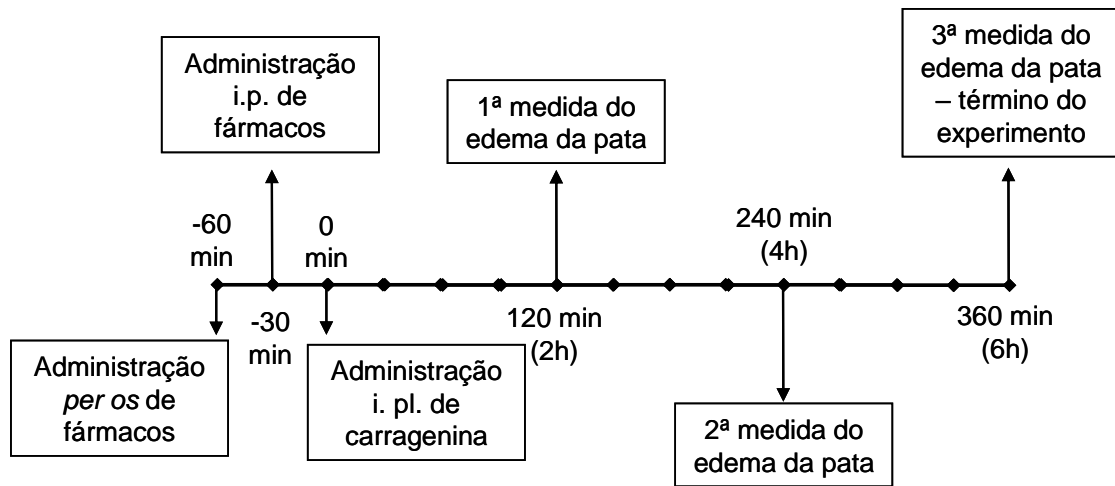 Administração
i.p. de
fármacos
1ª medida do
edema da pata
3ª medida do
edema da pata
– término do
experimento
-60
min
0
min
240 min
(4h)
-30
min
120 min
(2h)
360 min
(6h)
Administração
per os de
fármacos
Administração
i. pl. de
carragenina
2ª medida do
edema da pata